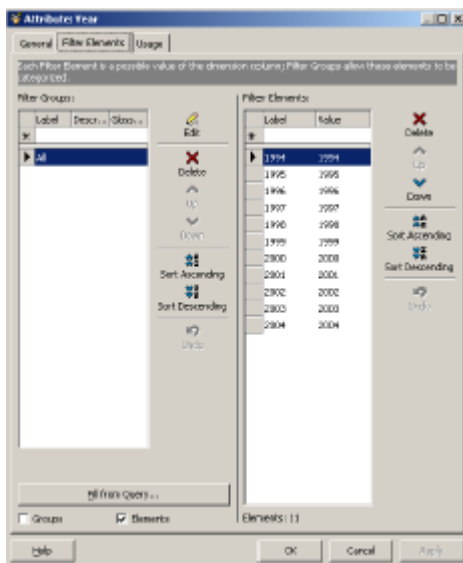 Attribute: Year
General Filter Elements Usage
Each Filter Element is a possible value of the dimension column; Filter Groups allow these elements to be
categorized.
Filter Groups:
Label Descr... Gloss...
All
Edit
Delete
Up
Down
Sort Ascending
Sort Descending
Undo
Fill from Query...
Groups Elements
Filter Elements:
Label Value
1994 1994
1995 1995
1996 1996
1997 1997
1998 1998
1999 1999
2000 2000
2001 2001
2002 2002
2003 2003
2004 2004
Delete
Up
Down
Sort Ascending
Sort Descending
Undo
Elements: 11
Help OK Cancel Apply